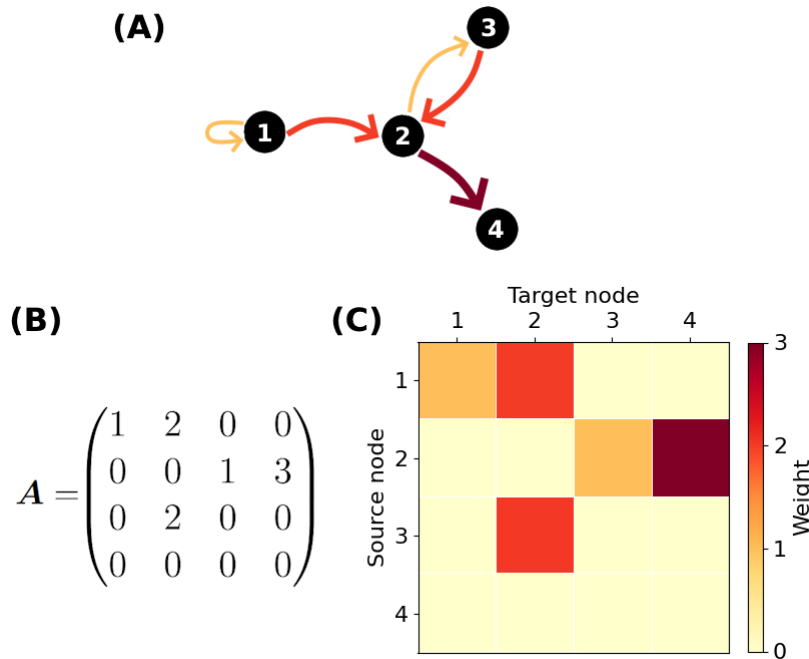 (A)
3
1
2
4
(B)
A = (1 2 0 0
0 0 1 3
0 2 0 0
0 0 0 0)
(C)
Target node
1 2 3 4
Source node
1
2
3
4
3
2
1
0
Weight